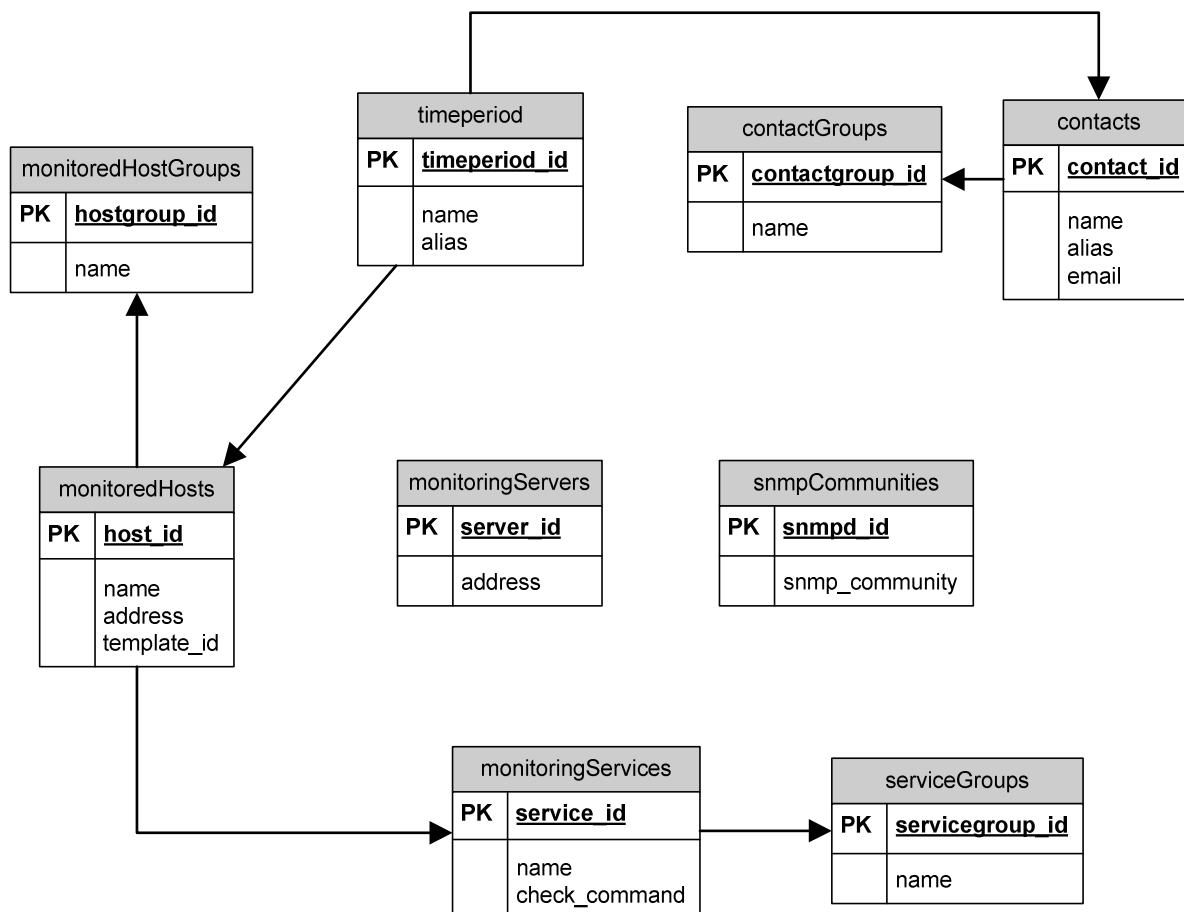 timeperiod
PK timeperiod_id
name
alias
contactGroups
PK contactgroup_id
name
contacts
PK contact_id
name
alias
email
monitoredHostGroups
PK hostgroup_id
name
monitoredHosts
PK host_id
name
address
template_id
monitoringServers
PK server_id
address
snmpCommunities
PK snmpd_id
snmp_community
monitoringServices
PK service_id
name
check_command
serviceGroups
PK servicegroup_id
name